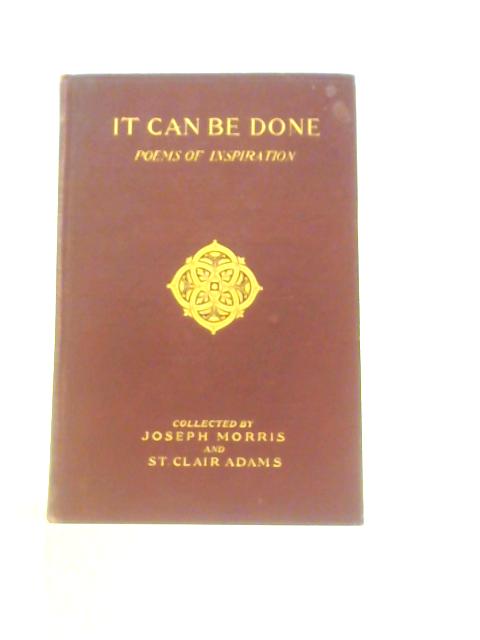 IT CAN BE DONE
POEMS OF INSPIRATION
COLLECTED BY
JOSEPH MORRIS
AND
ST. CLAIR ADAMS